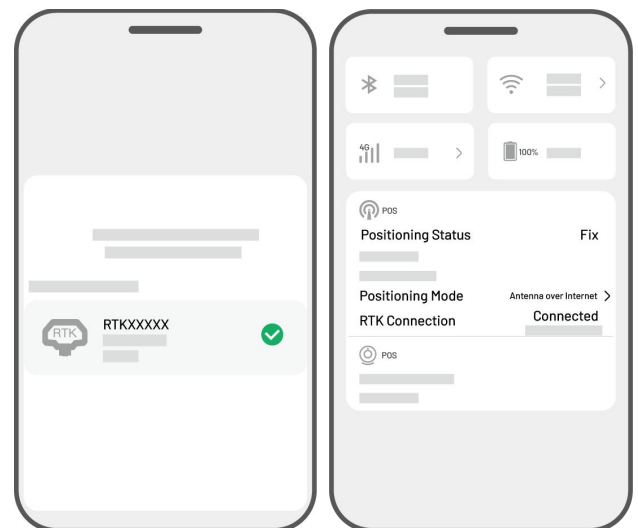 RTK
RTKXXXXX
4G
100%
POS
Positioning Status Fix
Positioning Mode Antenna over Internet
RTK Connection Connected
POS